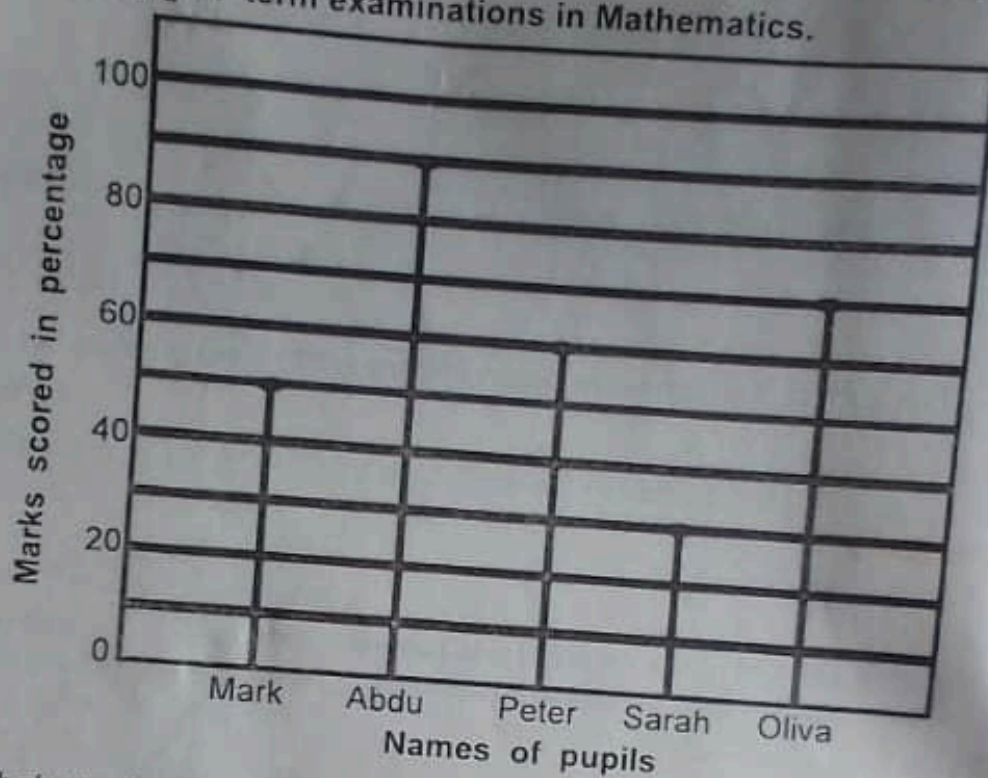 term examinations in Mathematics.
100
80
60
40
20
0
Marks scored in percentage
Mark Abdu Peter Sarah Oliva
Names of pupils